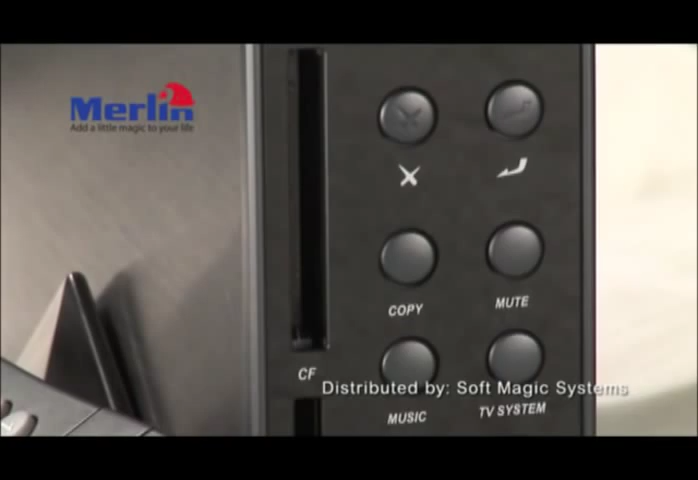 Merlin
Add a little magic to your life
COPY
MUTE
CF
Distributed by: Soft Magic Systems
MUSIC
TV SYSTEM